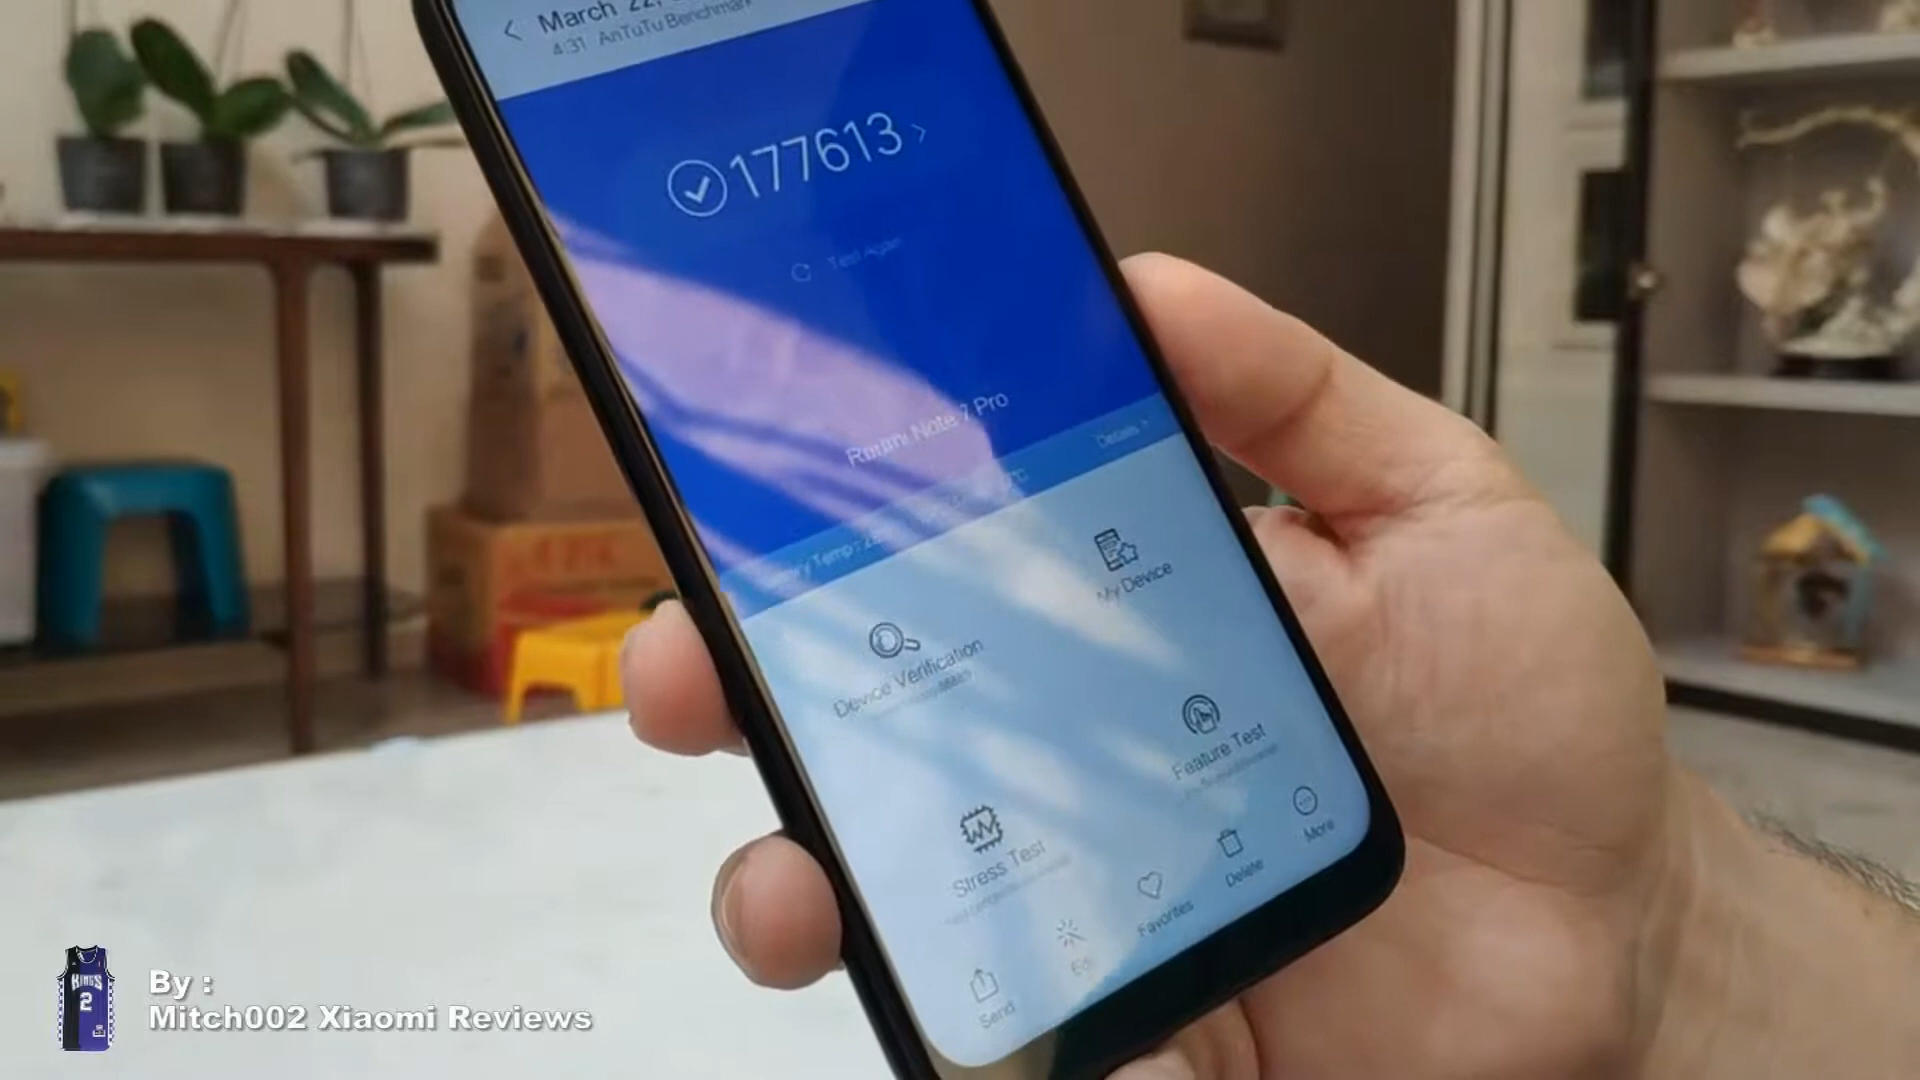 March 22,
4:31 AnTuTu Benchmark
177613
Test Again
Redmi Note 7 Pro
Details
Temp
My Device
Device Verification
Feature Test
Stress Test
More
Delete
Favorites
Send
KINGS
2
By :
Mitch002 Xiaomi Reviews